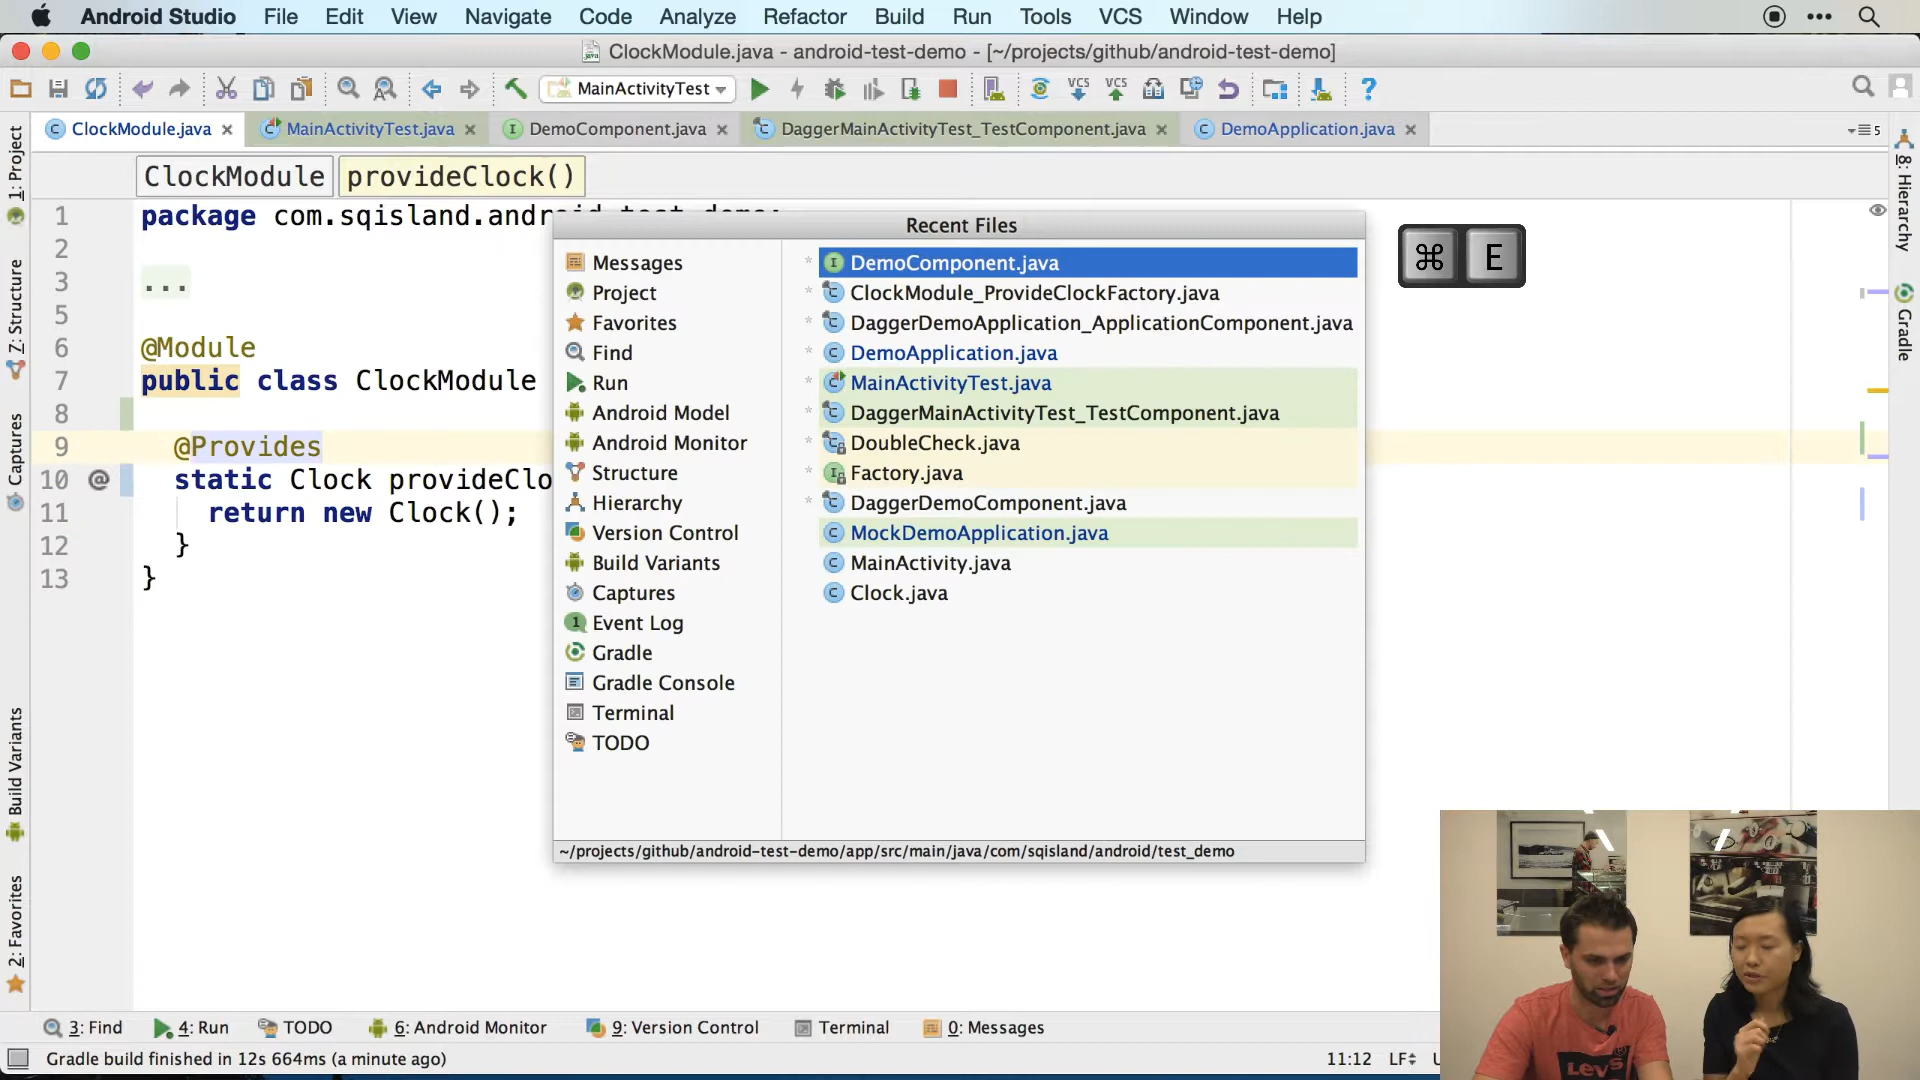 Android Studio File Edit View Navigate Code Analyze Refactor Build Run Tools VCS Window Help
ClockModule.java - android-test-demo - [~/projects/github/android-test-demo]
MainActivityTest VCS VCS ?
ClockModule.java MainActivityTest.java DemoComponent.java DaggerMainActivityTest_TestComponent.java DemoApplication.java 5
ClockModule provideClock()
1: Project
7: Structure
Captures
Build Variants
2: Favorites
8: Hierarchy
Gradle
1 package com.sqisland.android.test_demo;
2
3 ...
5
6 @Module
7 public class ClockModule
8
9 @Provides
10 static Clock provideClo
11 return new Clock();
12 }
13 }
Recent Files
Messages
Project
Favorites
Find
Run
Android Model
Android Monitor
Structure
Hierarchy
Version Control
Build Variants
Captures
Event Log
Gradle
Gradle Console
Terminal
TODO
DemoComponent.java
ClockModule_ProvideClockFactory.java
DaggerDemoApplication_ApplicationComponent.java
DemoApplication.java
MainActivityTest.java
DaggerMainActivityTest_TestComponent.java
DoubleCheck.java
Factory.java
DaggerDemoComponent.java
MockDemoApplication.java
MainActivity.java
Clock.java
~/projects/github/android-test-demo/app/src/main/java/com/sqisland/android/test_demo
⌘ E
3: Find 4: Run TODO 6: Android Monitor 9: Version Control Terminal 0: Messages
Gradle build finished in 12s 664ms (a minute ago) 11:12 LF
LEVI'S